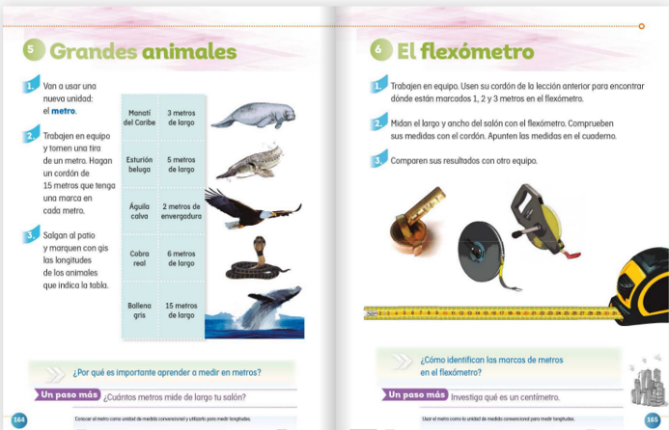 5 Grandes animales
1. Van a usar una
nueva unidad:
el metro.
2. Trabajen en equipo
y tomen una tira
de un metro. Hagan
un cordón de
15 metros que tenga
una marca en
cada metro.
3. Salgan al patio
y marquen con gis
las longitudes
de los animales
que indica la tabla.
Manatí
del Caribe
3 metros
de largo
Esturión
beluga
5 metros
de largo
Águila
calva
2 metros de
envergadura
Cobra
real
6 metros
de largo
Ballena
gris
15 metros
de largo
¿Por qué es importante aprender a medir en metros?
Un paso más ¿Cuántos metros mide de largo tu salón?
164
Conocer el metro como unidad de medida convencional y utilizarlo para medir longitudes.
6 El flexómetro
1. Trabajen en equipo. Usen su cordón de la lección anterior para encontrar
dónde están marcados 1, 2 y 3 metros en el flexómetro.
2. Midan el largo y ancho del salón con el flexómetro. Comprueben
sus medidas con el cordón. Apunten las medidas en el cuaderno.
3. Comparen sus resultados con otro equipo.
¿Cómo identifican las marcas de metros
en el flexómetro?
Un paso más Investiga qué es un centímetro.
Usar el metro como la unidad de medida convencional para medir longitudes.
165